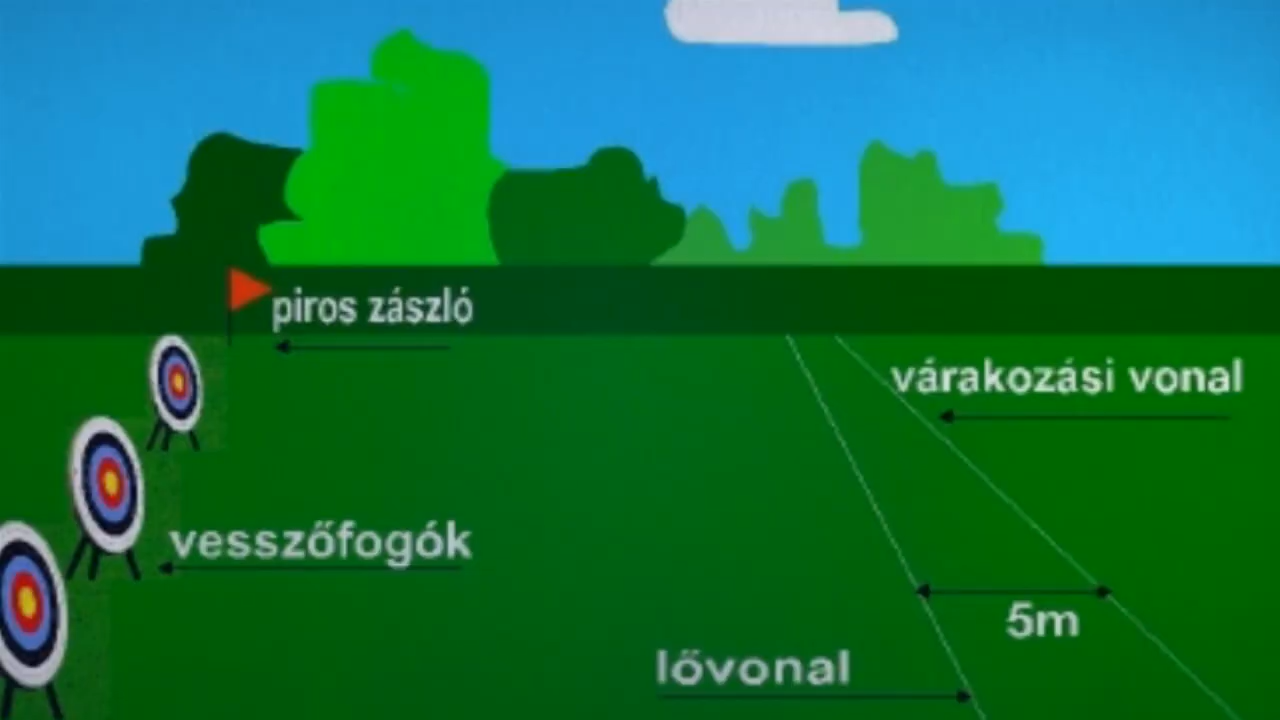 piros zászló
várakozási vonal
vesszőfogók
5m
lővonal